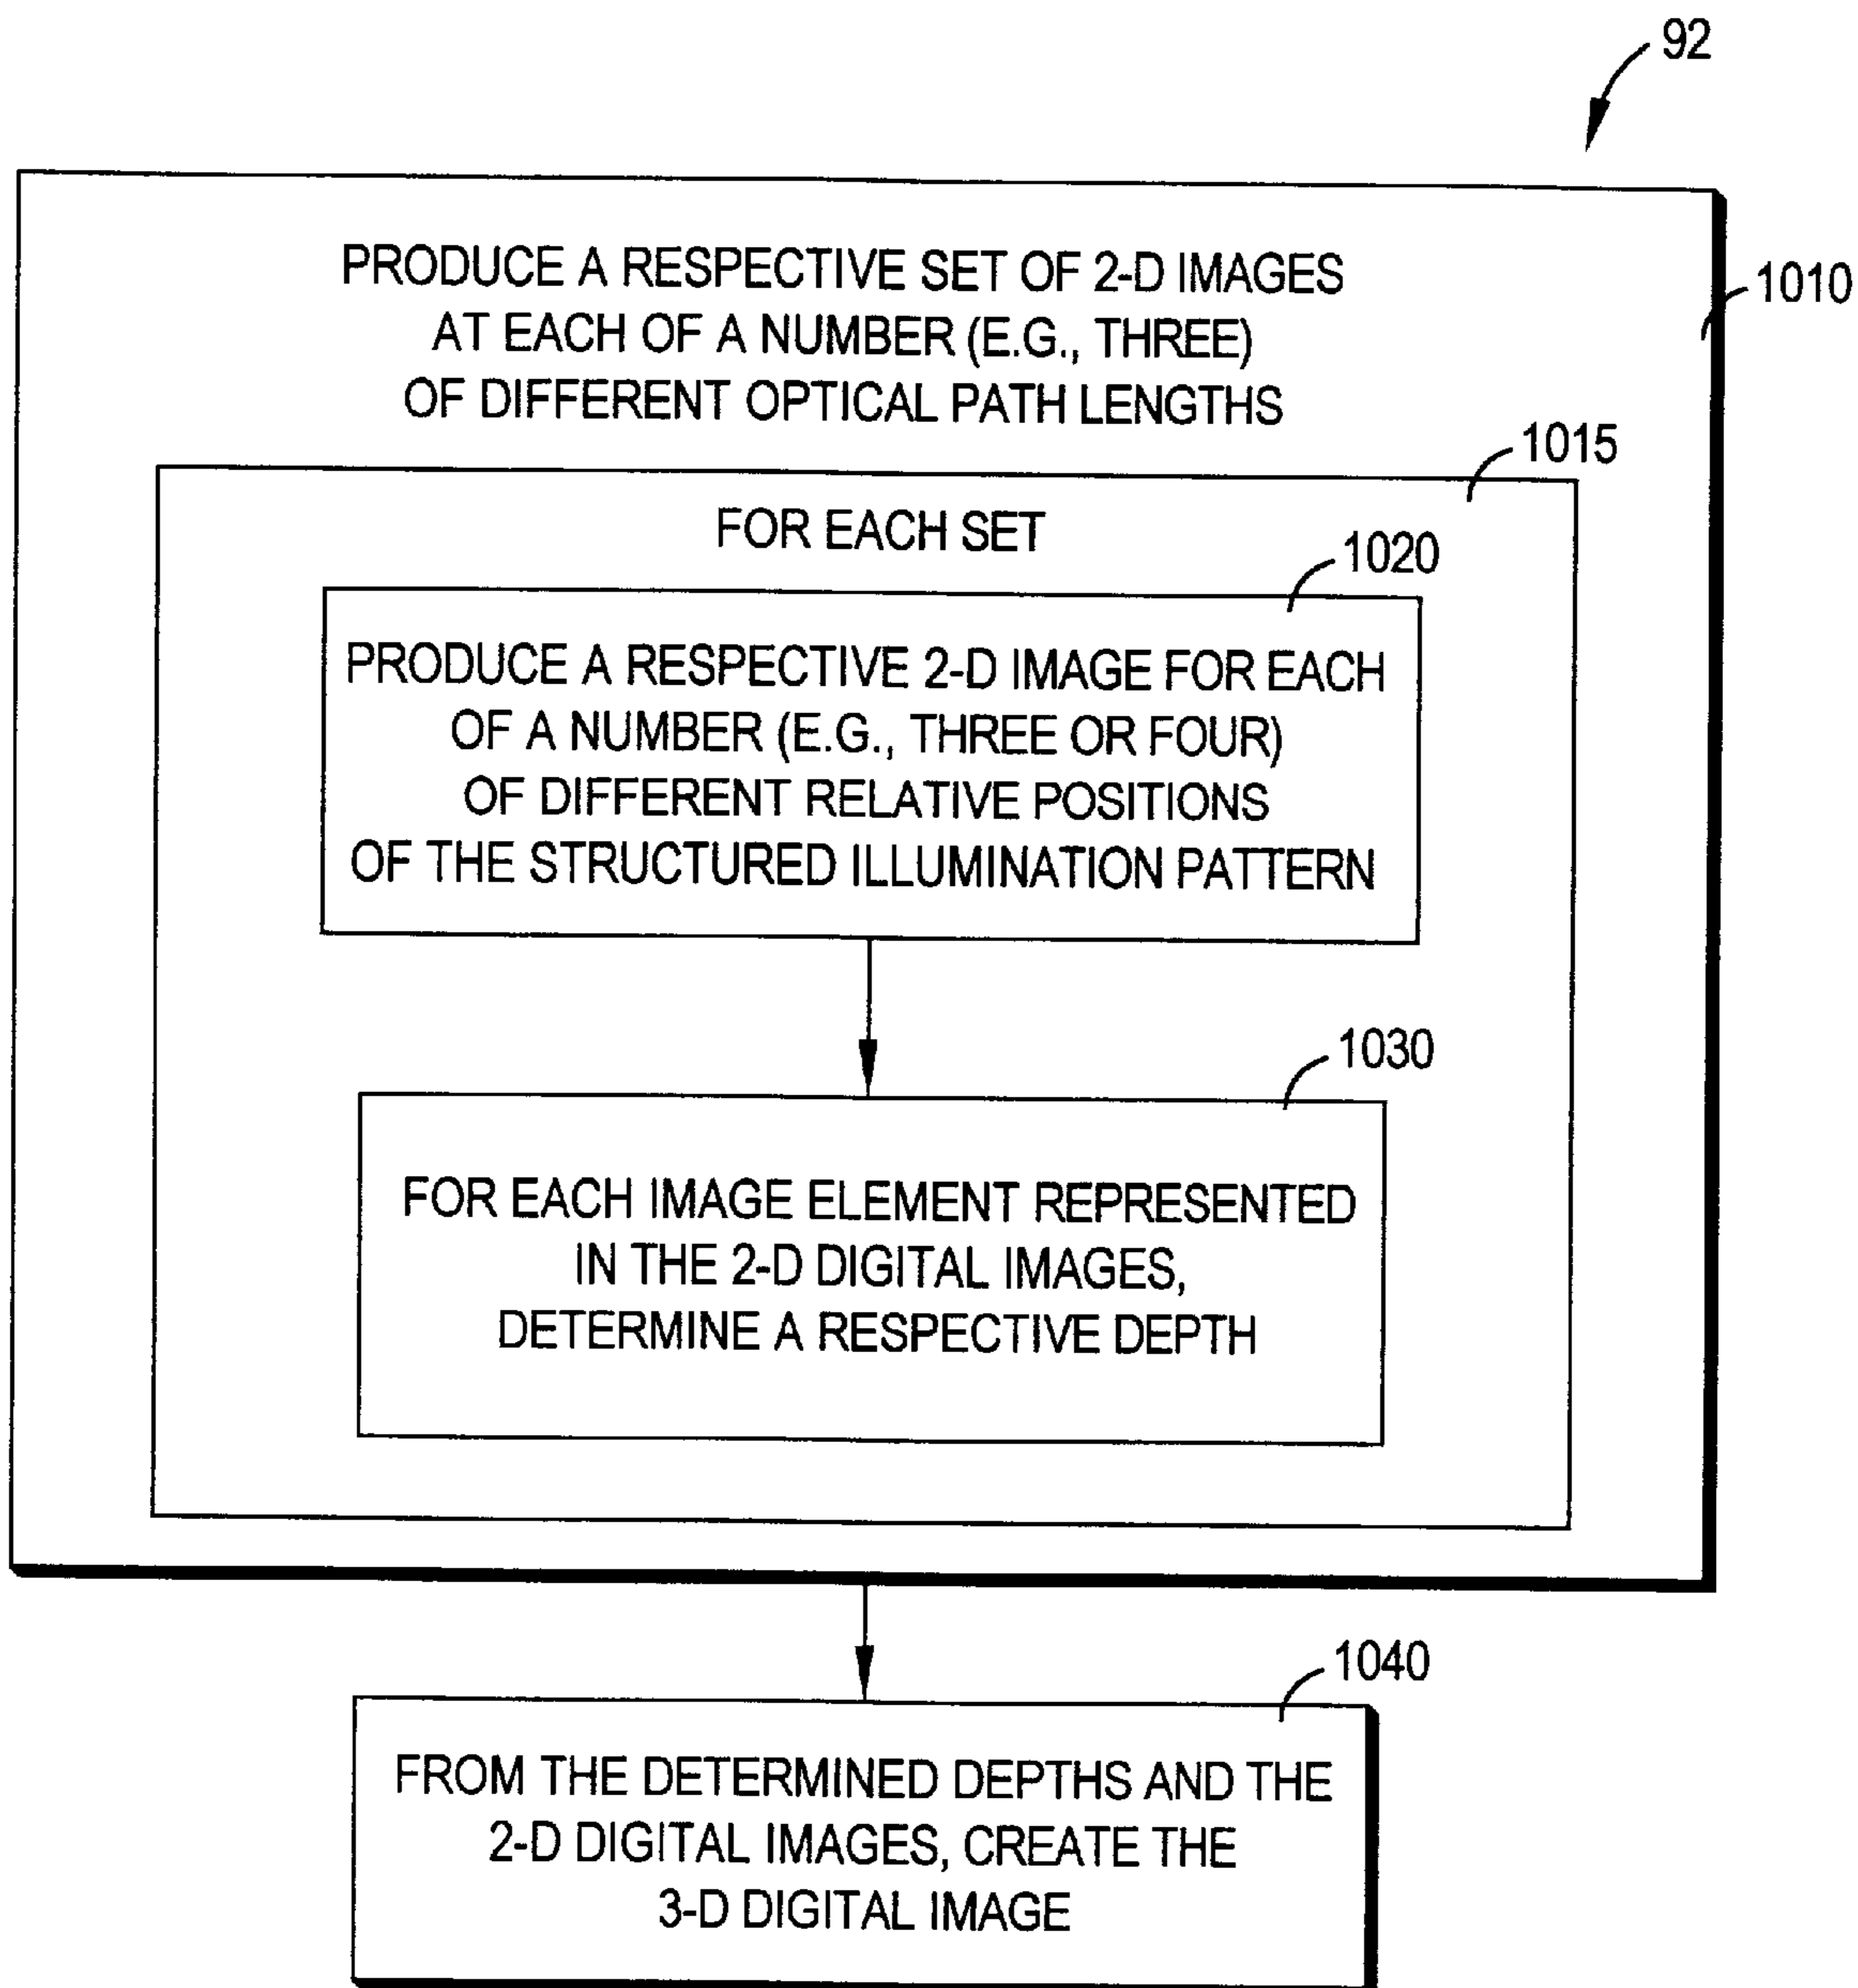 92
PRODUCE A RESPECTIVE SET OF 2-D IMAGES
AT EACH OF A NUMBER (E.G., THREE)
OF DIFFERENT OPTICAL PATH LENGTHS
1010
1015
FOR EACH SET
1020
PRODUCE A RESPECTIVE 2-D IMAGE FOR EACH
OF A NUMBER (E.G., THREE OR FOUR)
OF DIFFERENT RELATIVE POSITIONS
OF THE STRUCTURED ILLUMINATION PATTERN
1030
FOR EACH IMAGE ELEMENT REPRESENTED
IN THE 2-D DIGITAL IMAGES,
DETERMINE A RESPECTIVE DEPTH
1040
FROM THE DETERMINED DEPTHS AND THE
2-D DIGITAL IMAGES, CREATE THE
3-D DIGITAL IMAGE